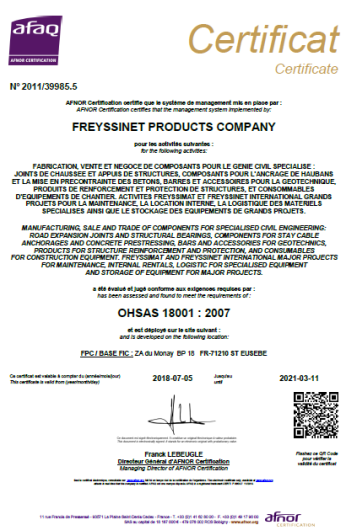 afaq
AFNOR CERTIFICATION
Certificat
Certificate
N° 2011/39985.5
AFNOR Certification certifie que le système de management mis en place par :
AFNOR Certification certifies that the management system implemented by:
FREYSSINET PRODUCTS COMPANY
pour les activités suivantes :
for the following activities:
FABRICATION, VENTE ET NEGOCE DE COMPOSANTS POUR LE GENIE CIVIL SPECIALISE :
JOINTS DE CHAUSSEE ET APPUIS DE STRUCTURES, COMPOSANTS POUR L'ANCRAGE DE HAUBANS
ET LA MISE EN PRECONTRAINTE DES BETONS, BARRES ET ACCESSOIRES POUR LA GEOTECHNIQUE,
PRODUITS DE RENFORCEMENT ET PROTECTION DE STRUCTURES, ET CONSOMMABLES
D'EQUIPEMENTS DE CHANTIER. ACTIVITES FREYSSIMAT ET FREYSSINET INTERNATIONAL GRANDS
PROJETS POUR LA MAINTENANCE, LA LOCATION INTERNE, LA LOGISTIQUE DES MATERIELS
SPECIALISES AINSI QUE LE STOCKAGE DES EQUIPEMENTS DE GRANDS PROJETS.
MANUFACTURING, SALE AND TRADE OF COMPONENTS FOR SPECIALISED CIVIL ENGINEERING:
ROAD EXPANSION JOINTS AND STRUCTURAL BEARINGS, COMPONENTS FOR STAY CABLE
ANCHORAGES AND CONCRETE PRESTRESSING, BARS AND ACCESSORIES FOR GEOTECHNICS,
PRODUCTS FOR STRUCTURE REINFORCEMENT AND PROTECTION, AND CONSUMABLES
FOR CONSTRUCTION EQUIPMENT. FREYSSIMAT AND FREYSSINET INTERNATIONAL MAJOR PROJECTS
FOR MAINTENANCE, INTERNAL RENTALS, LOGISTIC FOR SPECIALISED EQUIPMENT
AND STORAGE OF EQUIPMENT FOR MAJOR PROJECTS.
a été évalué et jugé conforme aux exigences requises par :
has been assessed and found to meet the requirements of :
OHSAS 18001 : 2007
et est déployé sur le site suivant :
and is developed on the following location:
FPC / BASE FIC : ZA du Monay BP 18 FR-71210 ST EUSEBE
Ce certificat est valable à compter du (année/mois/jour)
This certificate is valid from (year/month/day)
2018-07-05
Jusqu'au
until
2021-03-11
Franck LEBEUGLE
Directeur Général d'AFNOR Certification
Managing Director of AFNOR Certification
Flashez ce QR Code
pour vérifier la
validité du certificat
afnor
CERTIFICATION